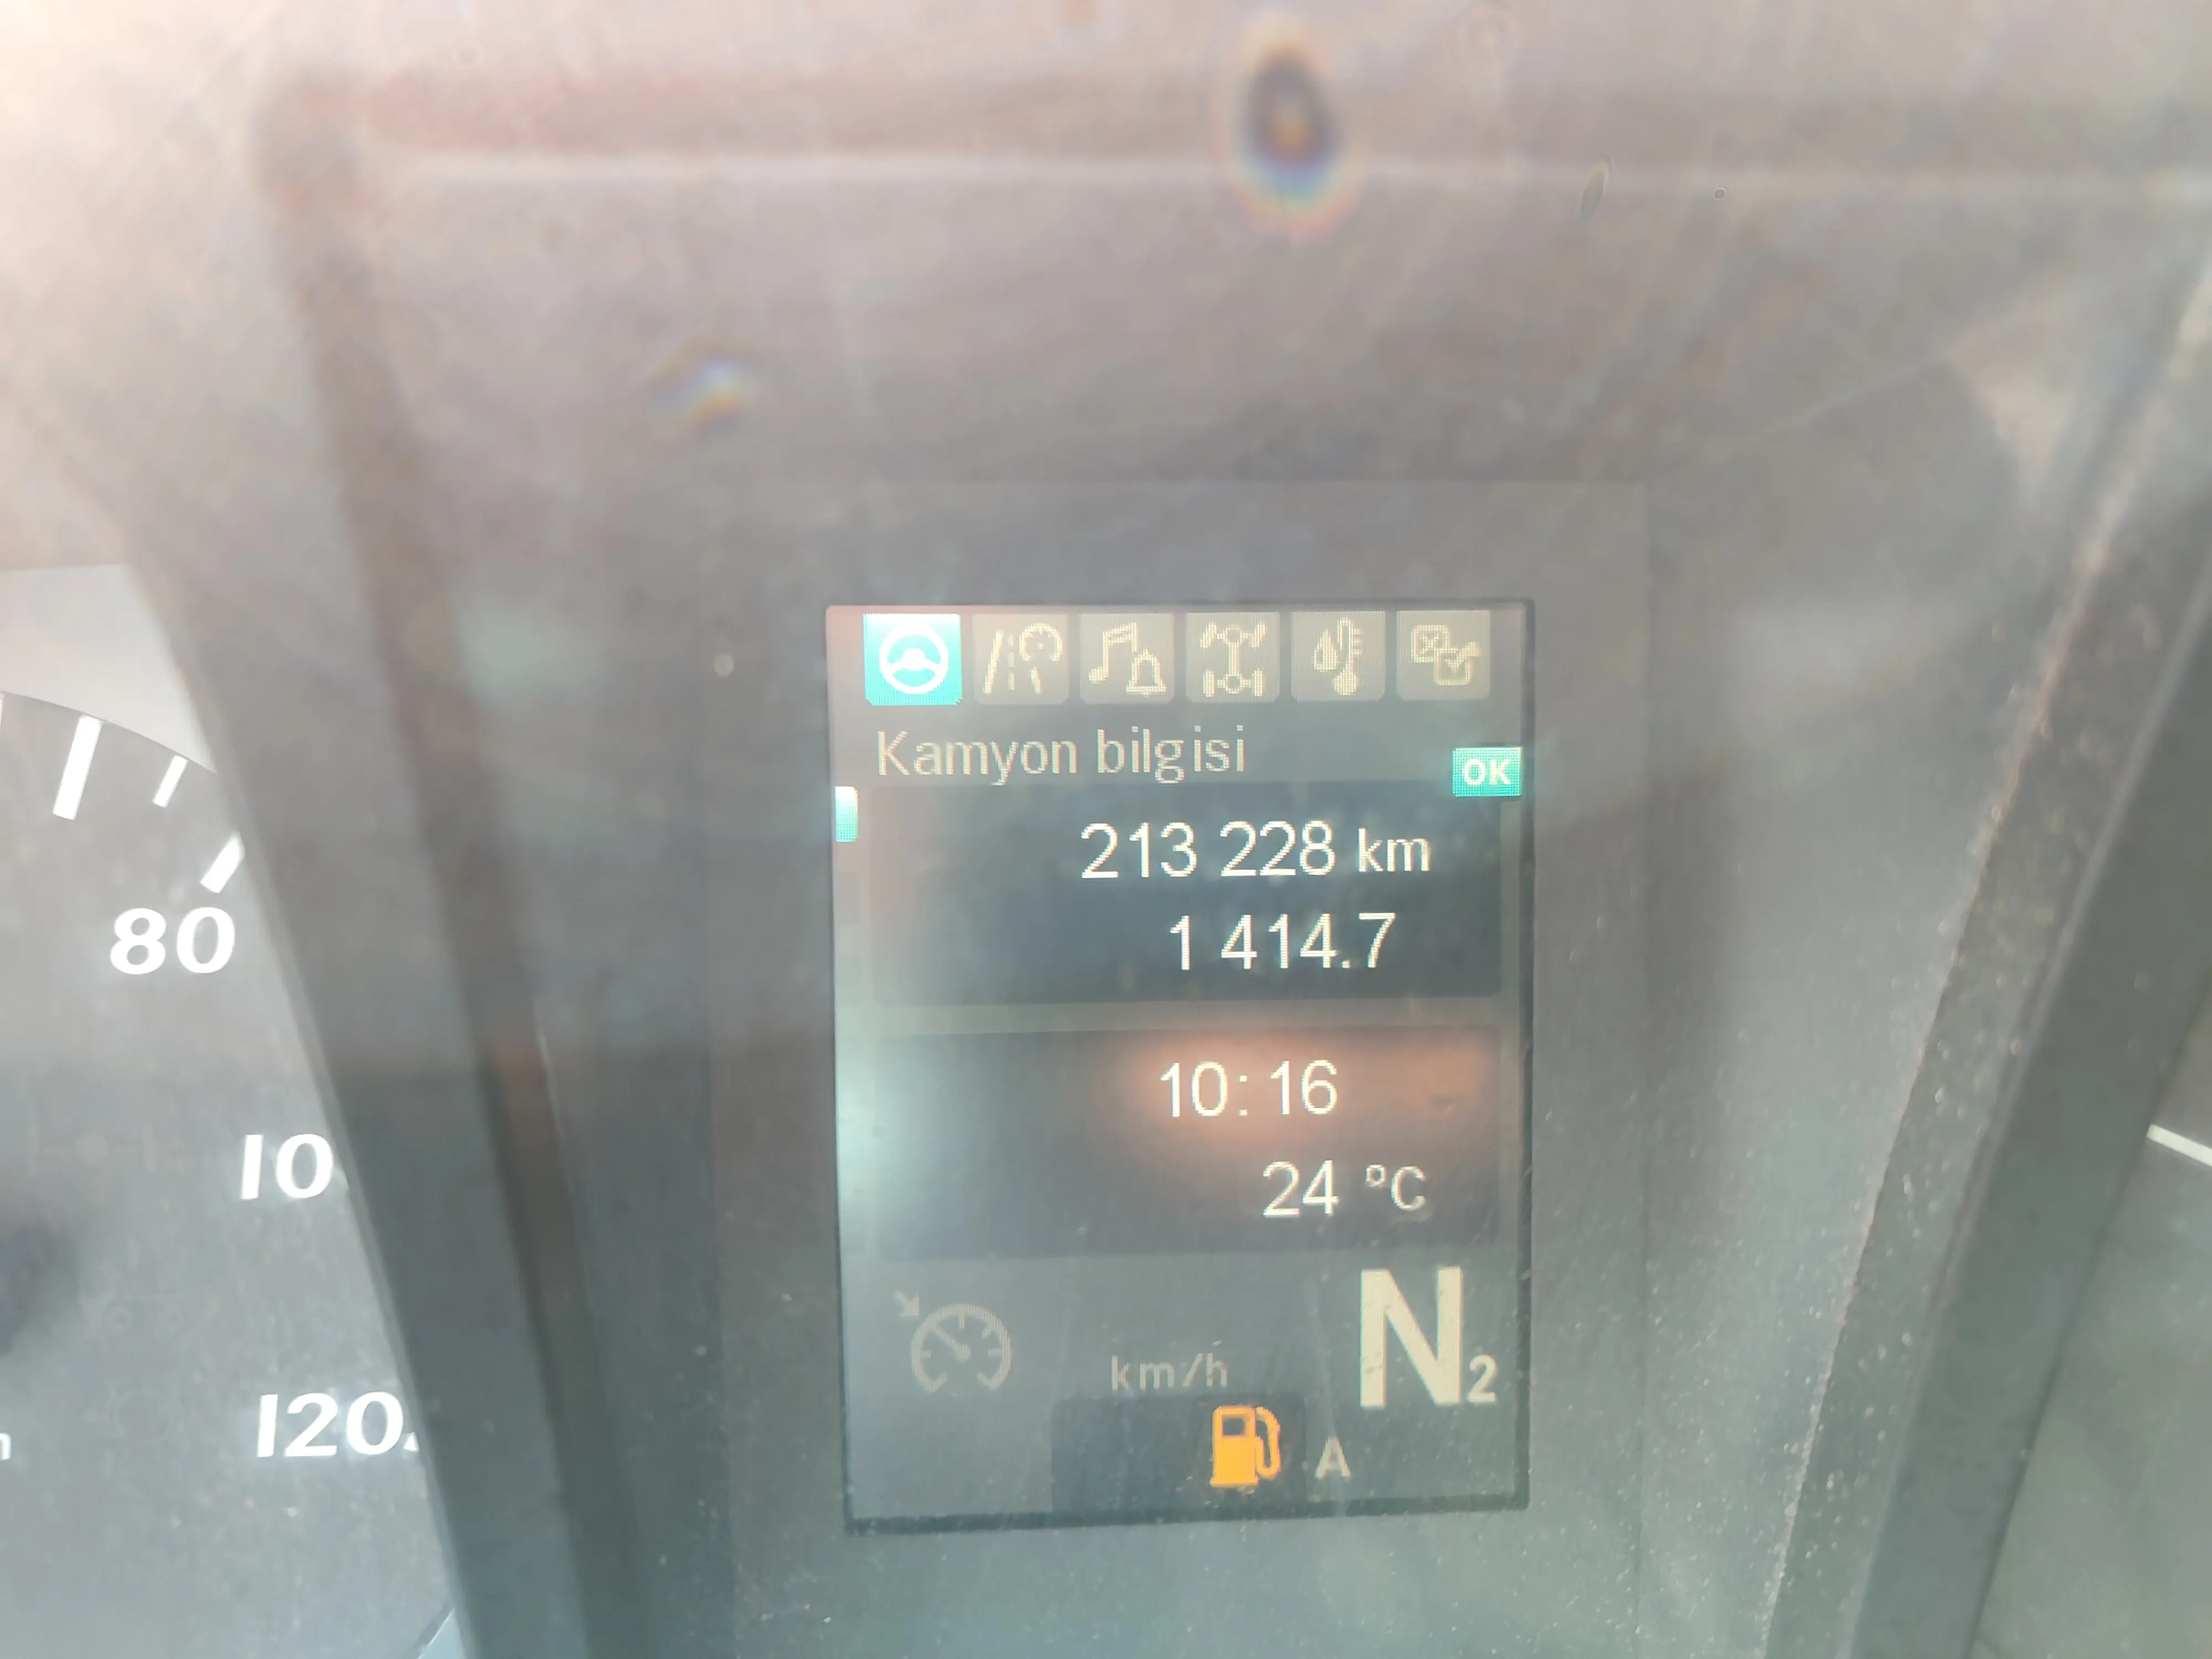 Kamyon bilgisi
OK
213 228 km
1 414.7
10:16
24 °C
N2
km/h
A
80
10
120